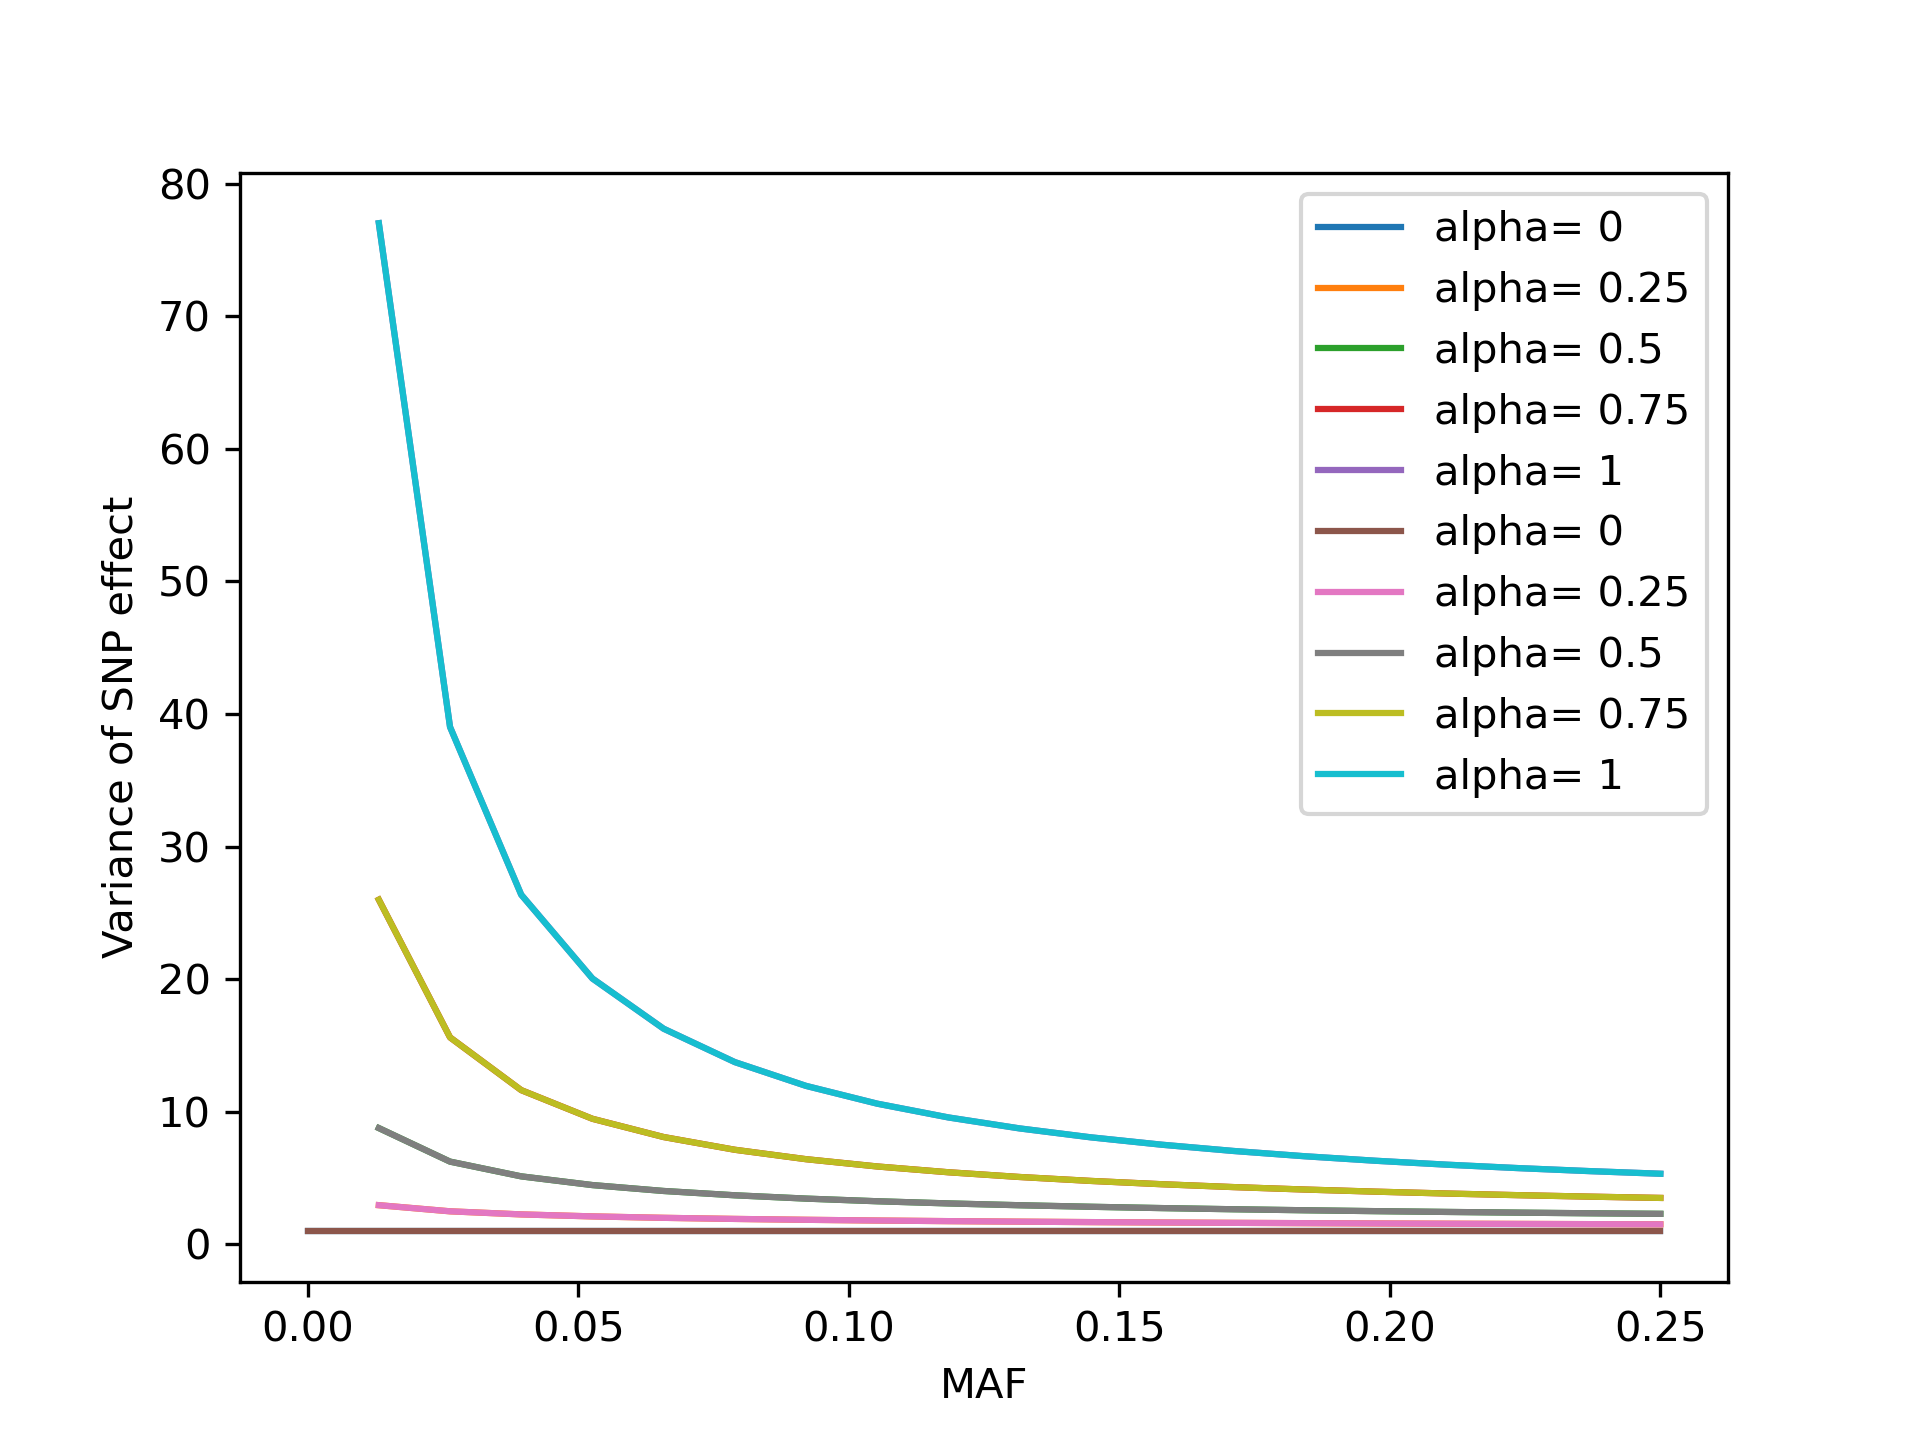 80
70
60
50
40
30
20
10
0
Variance of SNP effect
alpha= 0
alpha= 0.25
alpha= 0.5
alpha= 0.75
alpha= 1
alpha= 0
alpha= 0.25
alpha= 0.5
alpha= 0.75
alpha= 1
0.00 0.05 0.10 0.15 0.20 0.25
MAF